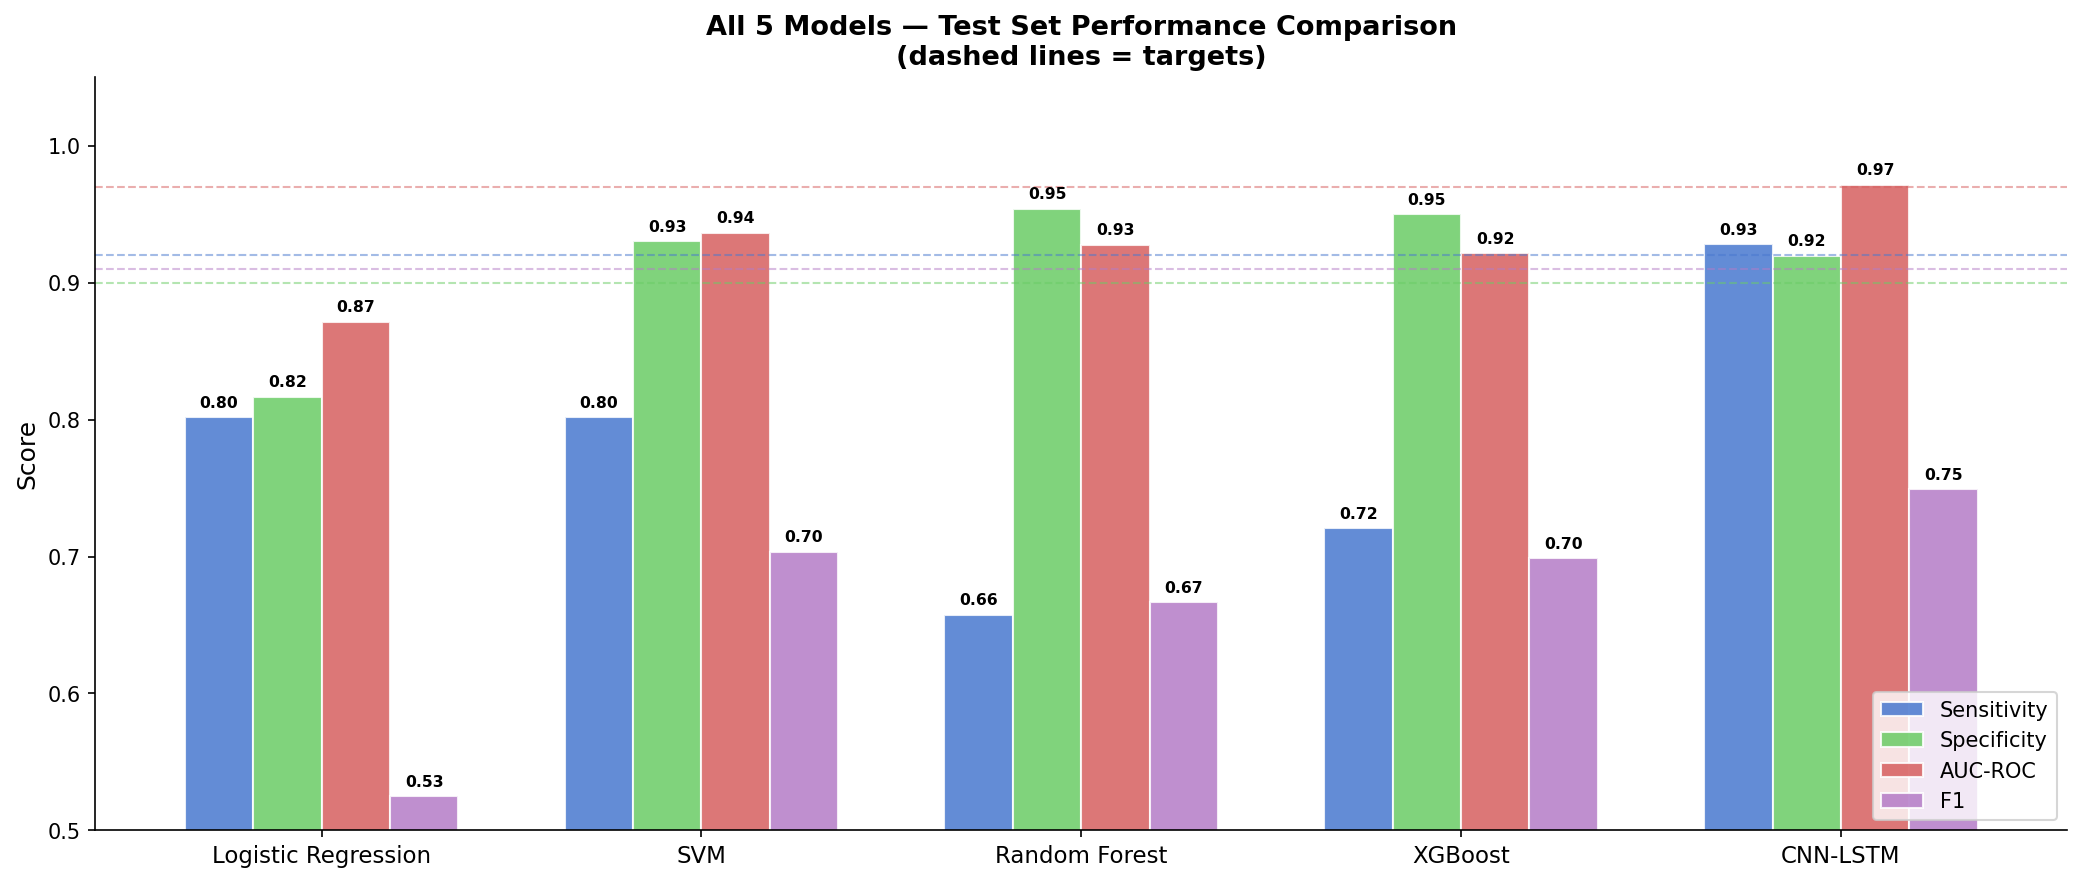 All 5 Models — Test Set Performance Comparison
(dashed lines = targets)
Score
1.0
0.9
0.8
0.7
0.6
0.5
0.80
0.82
0.87
0.53
0.80
0.93
0.94
0.70
0.66
0.95
0.93
0.67
0.72
0.95
0.92
0.70
0.93
0.92
0.97
0.75
Sensitivity
Specificity
AUC-ROC
F1
Logistic Regression
SVM
Random Forest
XGBoost
CNN-LSTM